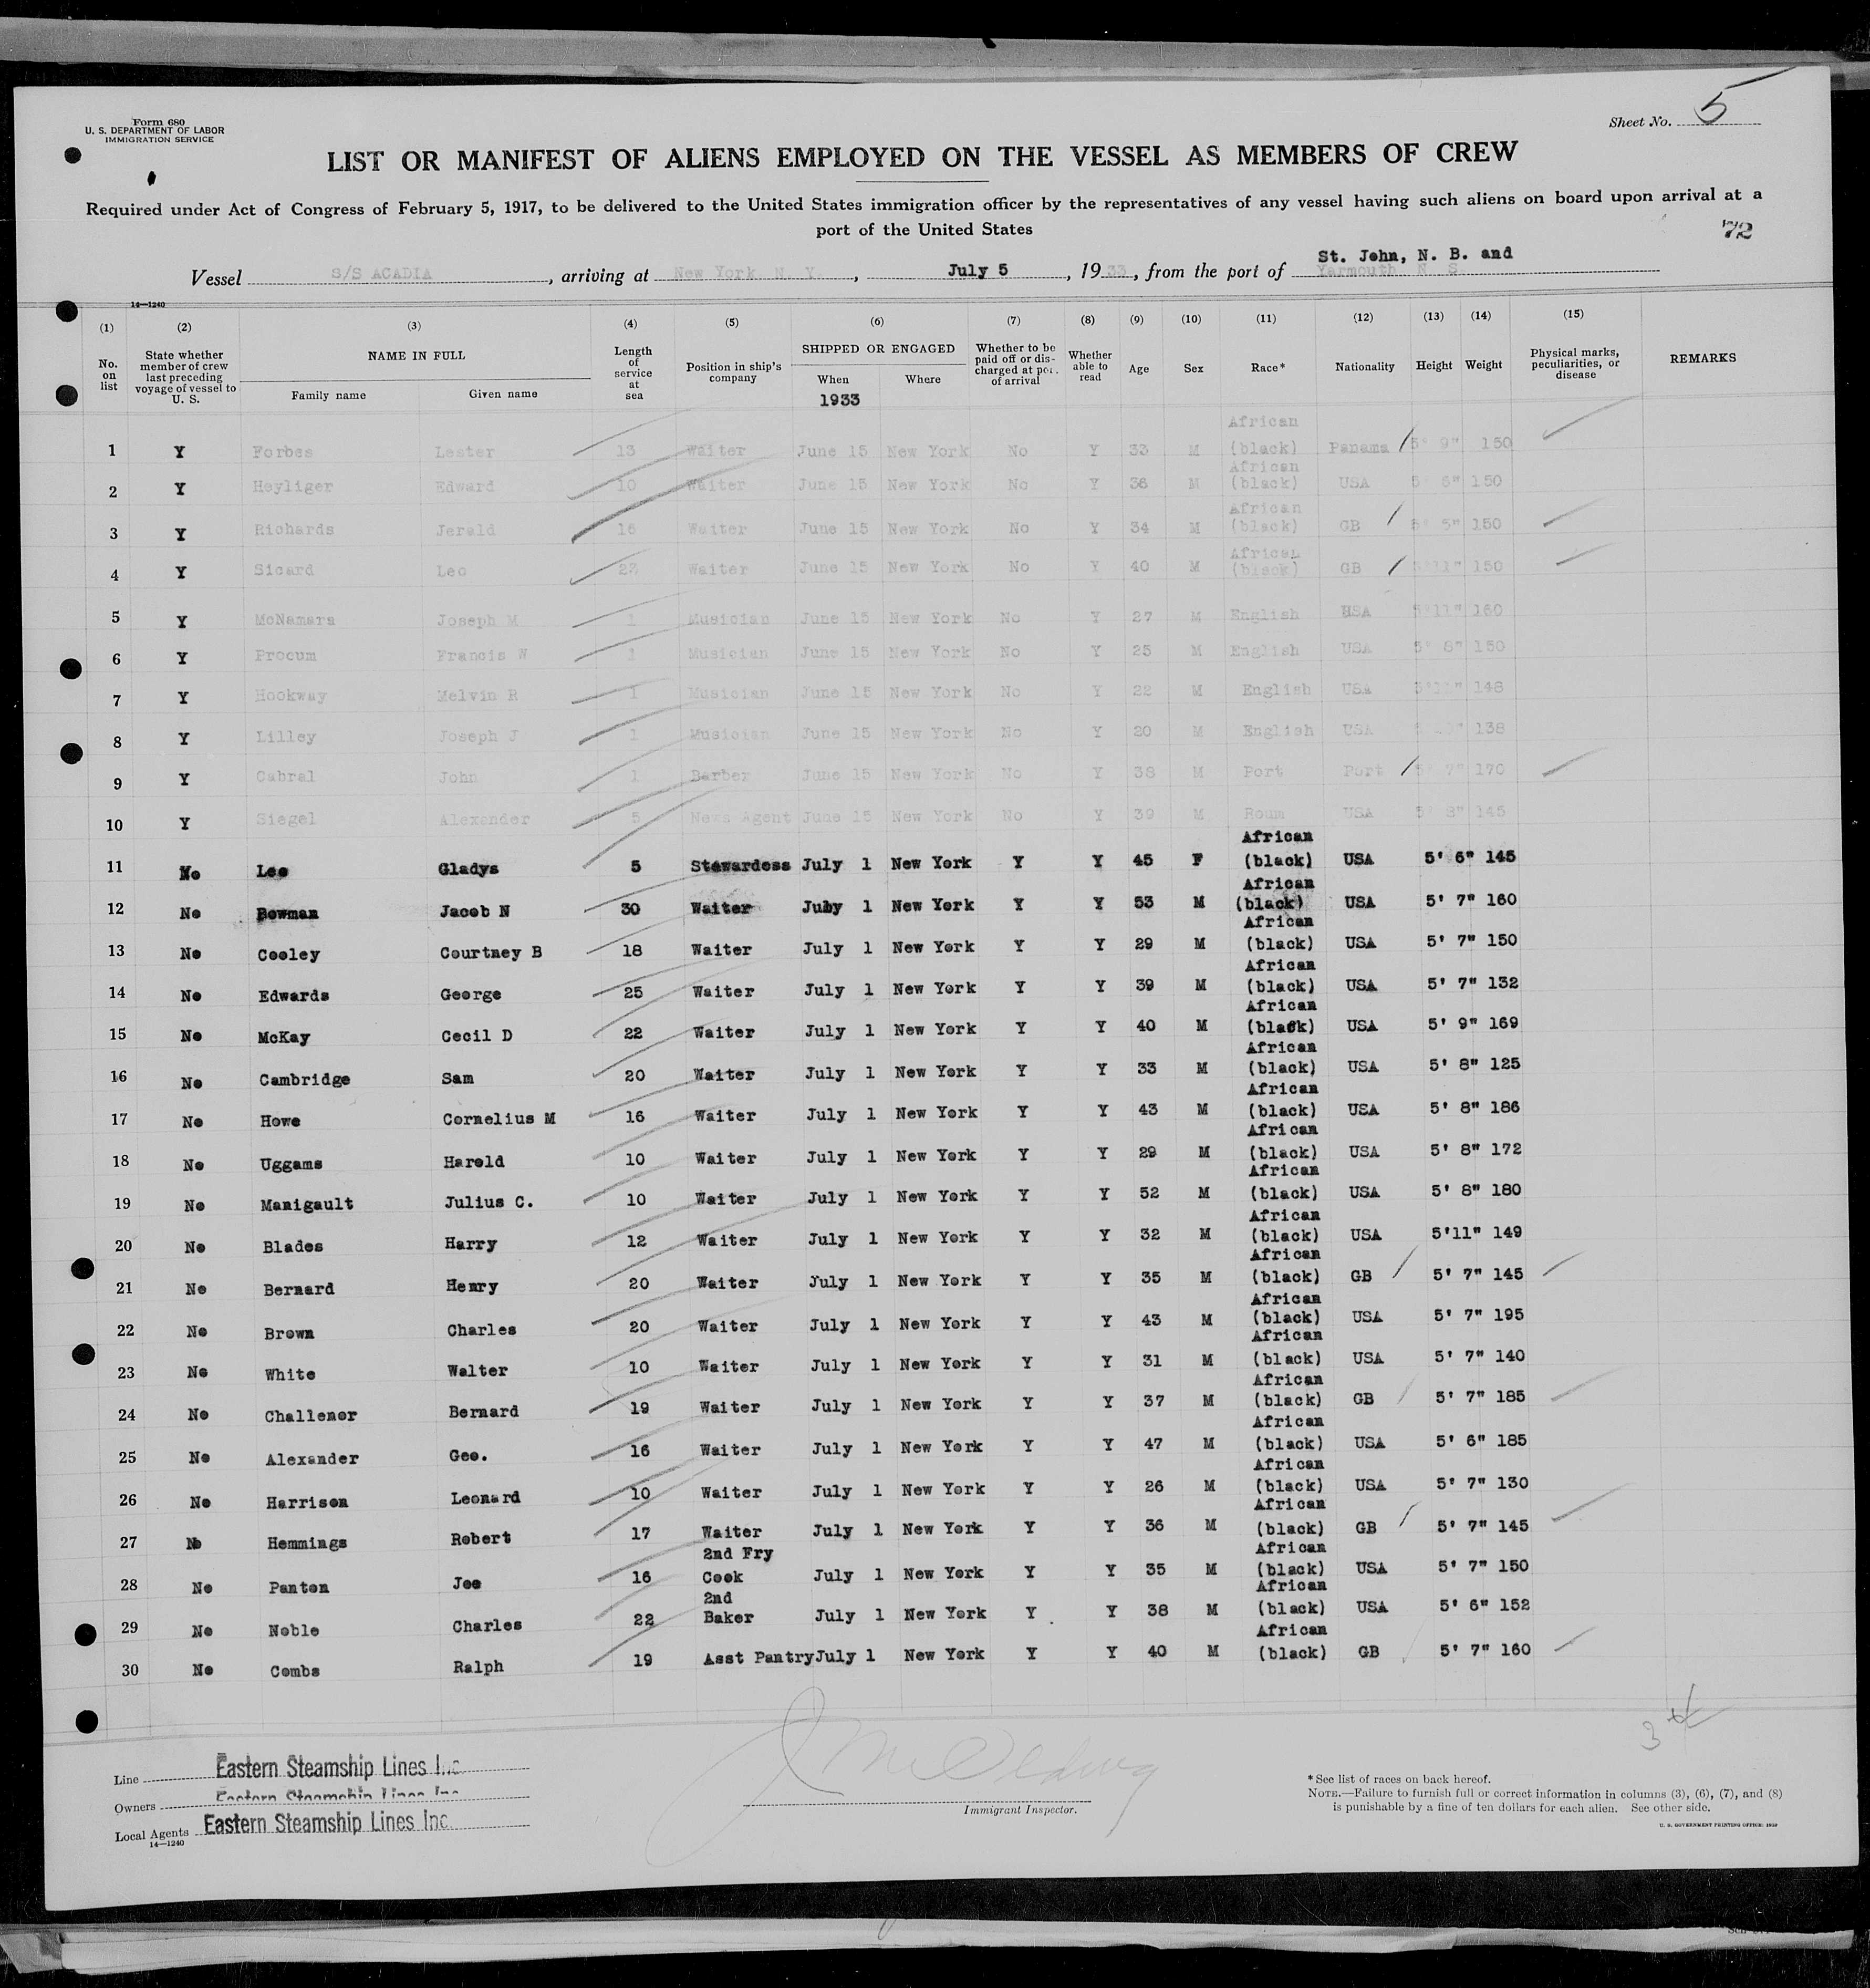 Form 680
U. S. DEPARTMENT OF LABOR
IMMIGRATION SERVICE
Sheet No. 5
LIST OR MANIFEST OF ALIENS EMPLOYED ON THE VESSEL AS MEMBERS OF CREW
Required under Act of Congress of February 5, 1917, to be delivered to the United States immigration officer by the representatives of any vessel having such aliens on board upon arrival at a
port of the United States
72
St. John, N. B. and
Vessel S/S ACADIA, arriving at New York N. Y., July 5, 1933, from the port of Yarmouth N. S.
14—1240
(1) (2) (3) (4) (5) (6) (7) (8) (9) (10) (11) (12) (13) (14) (15)
No. on list
State whether member of crew last preceding voyage of vessel to U. S.
NAME IN FULL
Family name Given name
Length of service at sea
Position in ship's company
SHIPPED OR ENGAGED
When Where
1933
Whether to be paid off or discharged at port of arrival
Whether able to read
Age
Sex
Race*
Nationality
Height
Weight
Physical marks, peculiarities, or disease
REMARKS
1 Y Forbes Lester 13 Waiter June 15 New York No Y 33 M African (black) Panama 5' 9" 150
2 Y Heyliger Edward 10 Waiter June 15 New York No Y 36 M African (black) USA 5' 6" 150
3 Y Richards Jerald 16 Waiter June 15 New York No Y 34 M African (black) GB 5' 5" 150
4 Y Sicard Leo Waiter June 15 New York No Y 40 M African (black) GB 5'11" 150
5 Y McNamara Joseph M 1 Musician June 15 New York No Y 27 M English USA 5'11" 160
6 Y Procum Francis W 1 Musician June 15 New York No Y 25 M English USA 5' 8" 150
7 Y Hookway Melvin R 1 Musician June 15 New York No Y 22 M English USA 148
8 Y Lilley Joseph J 1 Musician June 15 New York No Y 20 M English USA 138
9 Y Cabral John 1 Barber June 15 New York No Y 38 M Port Port 5' 7" 170
10 Y Siegel Alexander 5 News Agent June 15 New York No Y 39 M Roum USA 5' 8" 145
11 No Lee Gladys 5 Stewardess July 1 New York Y Y 45 F African (black) USA 5' 6" 145
12 No Bowman Jacob N 30 Waiter Juby 1 New York Y Y 53 M African (black) USA 5' 7" 160
13 No Cooley Courtney B 18 Waiter July 1 New York Y Y 29 M African (black) USA 5' 7" 150
14 No Edwards George 25 Waiter July 1 New York Y Y 39 M African (black) USA 5' 7" 132
15 No McKay Cecil D 22 Waiter July 1 New York Y Y 40 M African (black) USA 5' 9" 169
16 No Cambridge Sam 20 Waiter July 1 New York Y Y 33 M African (black) USA 5' 8" 125
17 No Howe Cornelius M 16 Waiter July 1 New York Y Y 43 M African (black) USA 5' 8" 186
18 No Uggams Harold 10 Waiter July 1 New York Y Y 29 M African (black) USA 5' 8" 172
19 No Manigault Julius C. 10 Waiter July 1 New York Y Y 52 M African (black) USA 5' 8" 180
20 No Blades Harry 12 Waiter July 1 New York Y Y 32 M African (black) USA 5'11" 149
21 No Bernard Henry 20 Waiter July 1 New York Y Y 35 M African (black) GB 5' 7" 145
22 No Brown Charles 20 Waiter July 1 New York Y Y 43 M African (black) USA 5' 7" 195
23 No White Walter 10 Waiter July 1 New York Y Y 31 M African (black) USA 5' 7" 140
24 No Challenor Bernard 19 Waiter July 1 New York Y Y 37 M African (black) GB 5' 7" 185
25 No Alexander Geo. 16 Waiter July 1 New York Y Y 47 M African (black) USA 5' 6" 185
26 No Harrison Leonard 10 Waiter July 1 New York Y Y 26 M African (black) USA 5' 7" 130
27 No Hemmings Robert 17 Waiter July 1 New York Y Y 36 M African (black) GB 5' 7" 145
28 No Panton Joe 16 2nd Fry Cook July 1 New York Y Y 35 M African (black) USA 5' 7" 150
29 No Noble Charles 22 2nd Baker July 1 New York Y Y 38 M African (black) USA 5' 6" 152
30 No Combs Ralph 19 Asst Pantry July 1 New York Y Y 40 M African (black) GB 5' 7" 160
Line Eastern Steamship Lines Inc
Owners Eastern Steamship Lines Inc
Local Agents Eastern Steamship Lines Inc.
14—1240
Immigrant Inspector.
*See list of races on back hereof.
NOTE.—Failure to furnish full or correct information in columns (3), (6), (7), and (8)
is punishable by a fine of ten dollars for each alien. See other side.